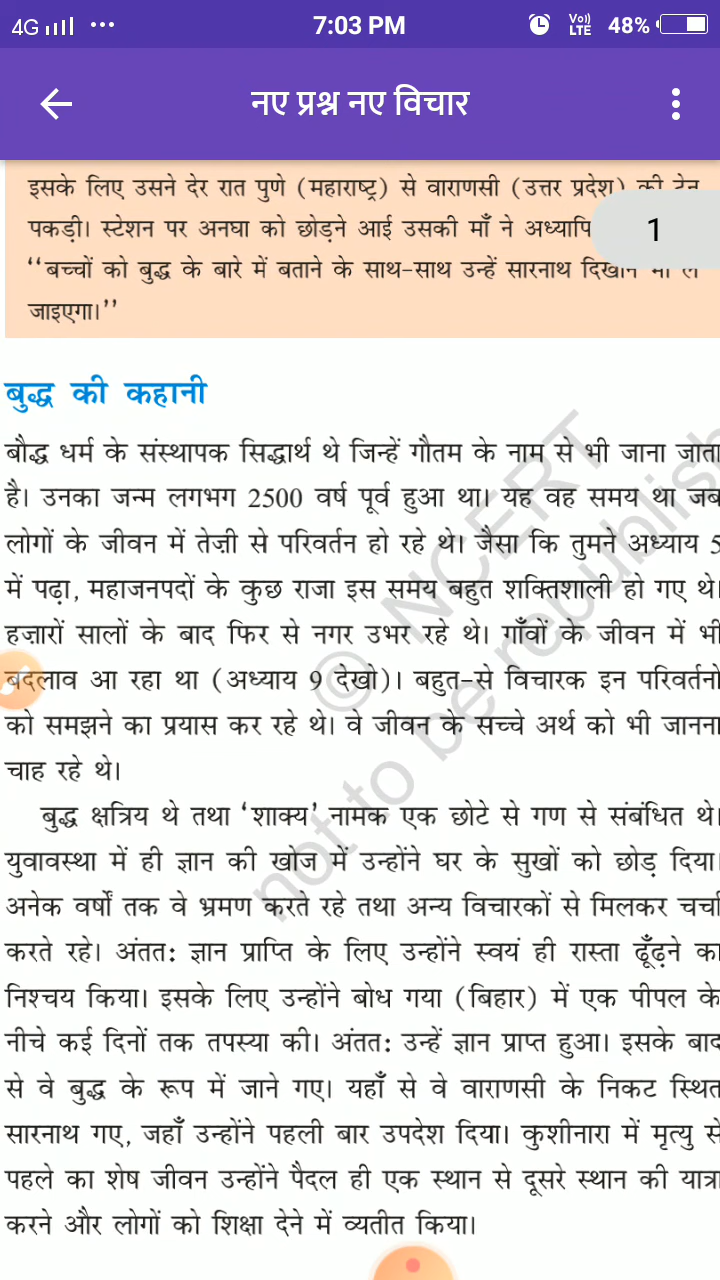 4G
7:03 PM
Vo)) LTE
48%
नए प्रश्न नए विचार
इसके लिए उसने देर रात पुणे (महाराष्ट्र) से वाराणसी (उत्तर प्रदेश) की ट्रेन
पकड़ी। स्टेशन पर अनघा को छोड़ने आई उसकी माँ ने
1
“बच्चों को बुद्ध के बारे में बताने के साथ-साथ उन्हें सारनाथ दिखाने भी ले
जाइएगा।”
बुद्ध की कहानी
बौद्ध धर्म के संस्थापक सिद्धार्थ थे जिन्हें गौतम के नाम से भी जाना जाता
है। उनका जन्म लगभग 2500 वर्ष पूर्व हुआ था। यह वह समय था जब
लोगों के जीवन में तेज़ी से परिवर्तन हो रहे थे। जैसा कि तुमने अध्याय 5
में पढ़ा, महाजनपदों के कुछ राजा इस समय बहुत शक्तिशाली हो गए थे।
हज़ारों सालों के बाद फिर से नगर उभर रहे थे। गाँवों के जीवन में भी
बदलाव आ रहा था (अध्याय 9 देखो)। बहुत-से विचारक इन परिवर्तनो
को समझने का प्रयास कर रहे थे। वे जीवन के सच्चे अर्थ को भी जानना
चाह रहे थे।
बुद्ध क्षत्रिय थे तथा ‘शाक्य’ नामक एक छोटे से गण से संबंधित थे।
युवावस्था में ही ज्ञान की खोज में उन्होंने घर के सुखों को छोड़ दिया।
अनेक वर्षों तक वे भ्रमण करते रहे तथा अन्य विचारकों से मिलकर चर्चा
करते रहे। अंततः ज्ञान प्राप्ति के लिए उन्होंने स्वयं ही रास्ता ढूँढ़ने का
निश्चय किया। इसके लिए उन्होंने बोध गया (बिहार) में एक पीपल के
नीचे कई दिनों तक तपस्या की। अंततः उन्हें ज्ञान प्राप्त हुआ। इसके बाद
से वे बुद्ध के रूप में जाने गए। यहाँ से वे वाराणसी के निकट स्थित
सारनाथ गए, जहाँ उन्होंने पहली बार उपदेश दिया। कुशीनारा में मृत्यु से
पहले का शेष जीवन उन्होंने पैदल ही एक स्थान से दूसरे स्थान की यात्रा
करने और लोगों को शिक्षा देने में व्यतीत किया।
© NCERT
not to be republish